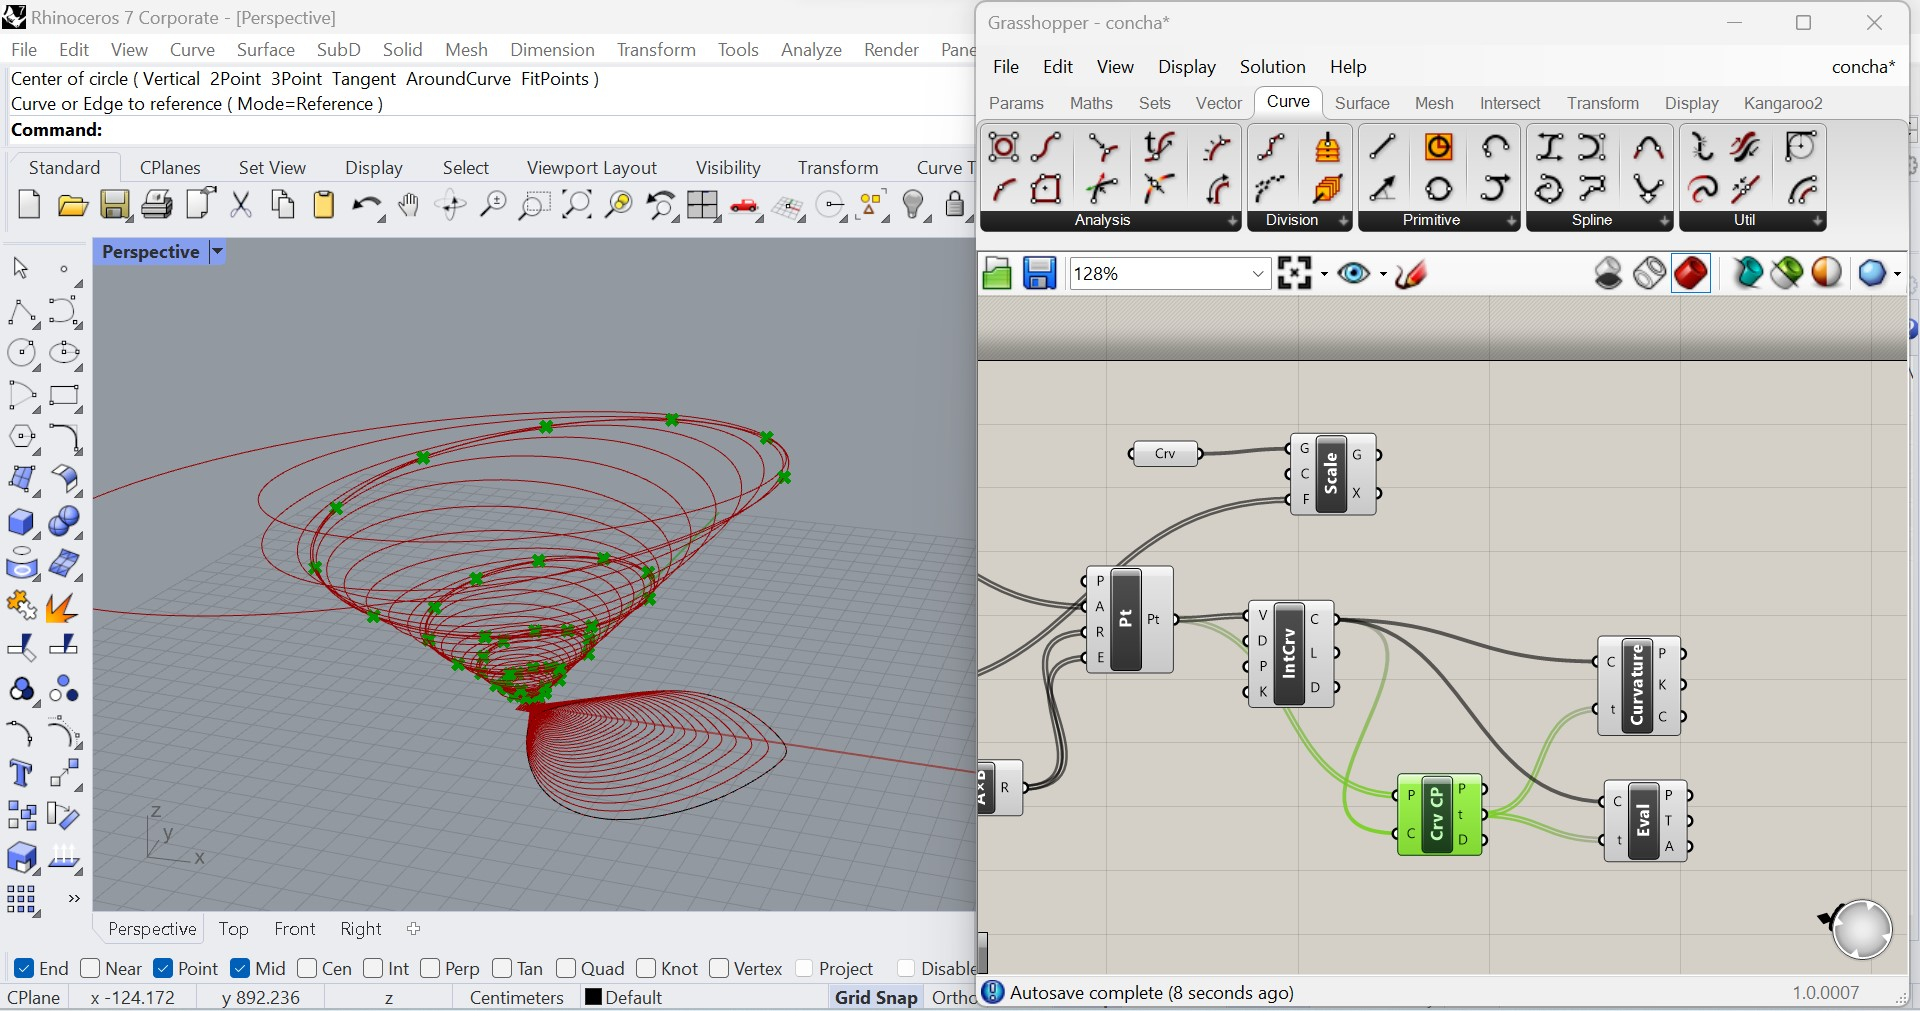 Rhinoceros 7 Corporate - [Perspective]
File Edit View Curve Surface SubD Solid Mesh Dimension Transform Tools Analyze Render Pane
Center of circle ( Vertical 2Point 3Point Tangent AroundCurve FitPoints )
Curve or Edge to reference ( Mode=Reference )
Command:
Standard CPlanes Set View Display Select Viewport Layout Visibility Transform Curve T
Perspective
z
y
x
Perspective Top Front Right
End Near Point Mid Cen Int Perp Tan Quad Knot Vertex Project Disable
CPlane x -124.172 y 892.236 z Centimeters Default Grid Snap Ortho
Grasshopper - concha*
File Edit View Display Solution Help concha*
Params Maths Sets Vector Curve Surface Mesh Intersect Transform Display Kangaroo2
Analysis Division Primitive Spline Util
128%
Crv
G C F Scale G X
P A R E Pt Pt
V D P K IntCrv C L D
C t Curvature P K C
A×B R
P C Crv CP P t D
C t Eval P T A
Autosave complete (8 seconds ago) 1.0.0007